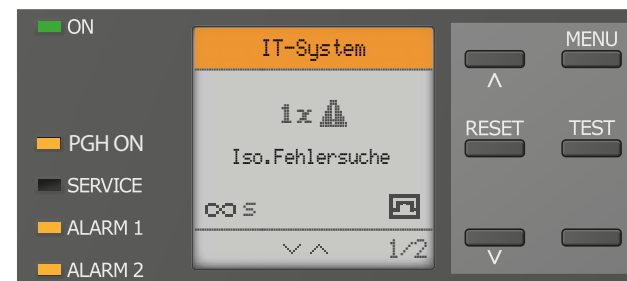 ON
PGH ON
SERVICE
ALARM 1
ALARM 2
IT-System
1x
Iso.Fehlersuche
∞ s
1/2
MENU
RESET
TEST